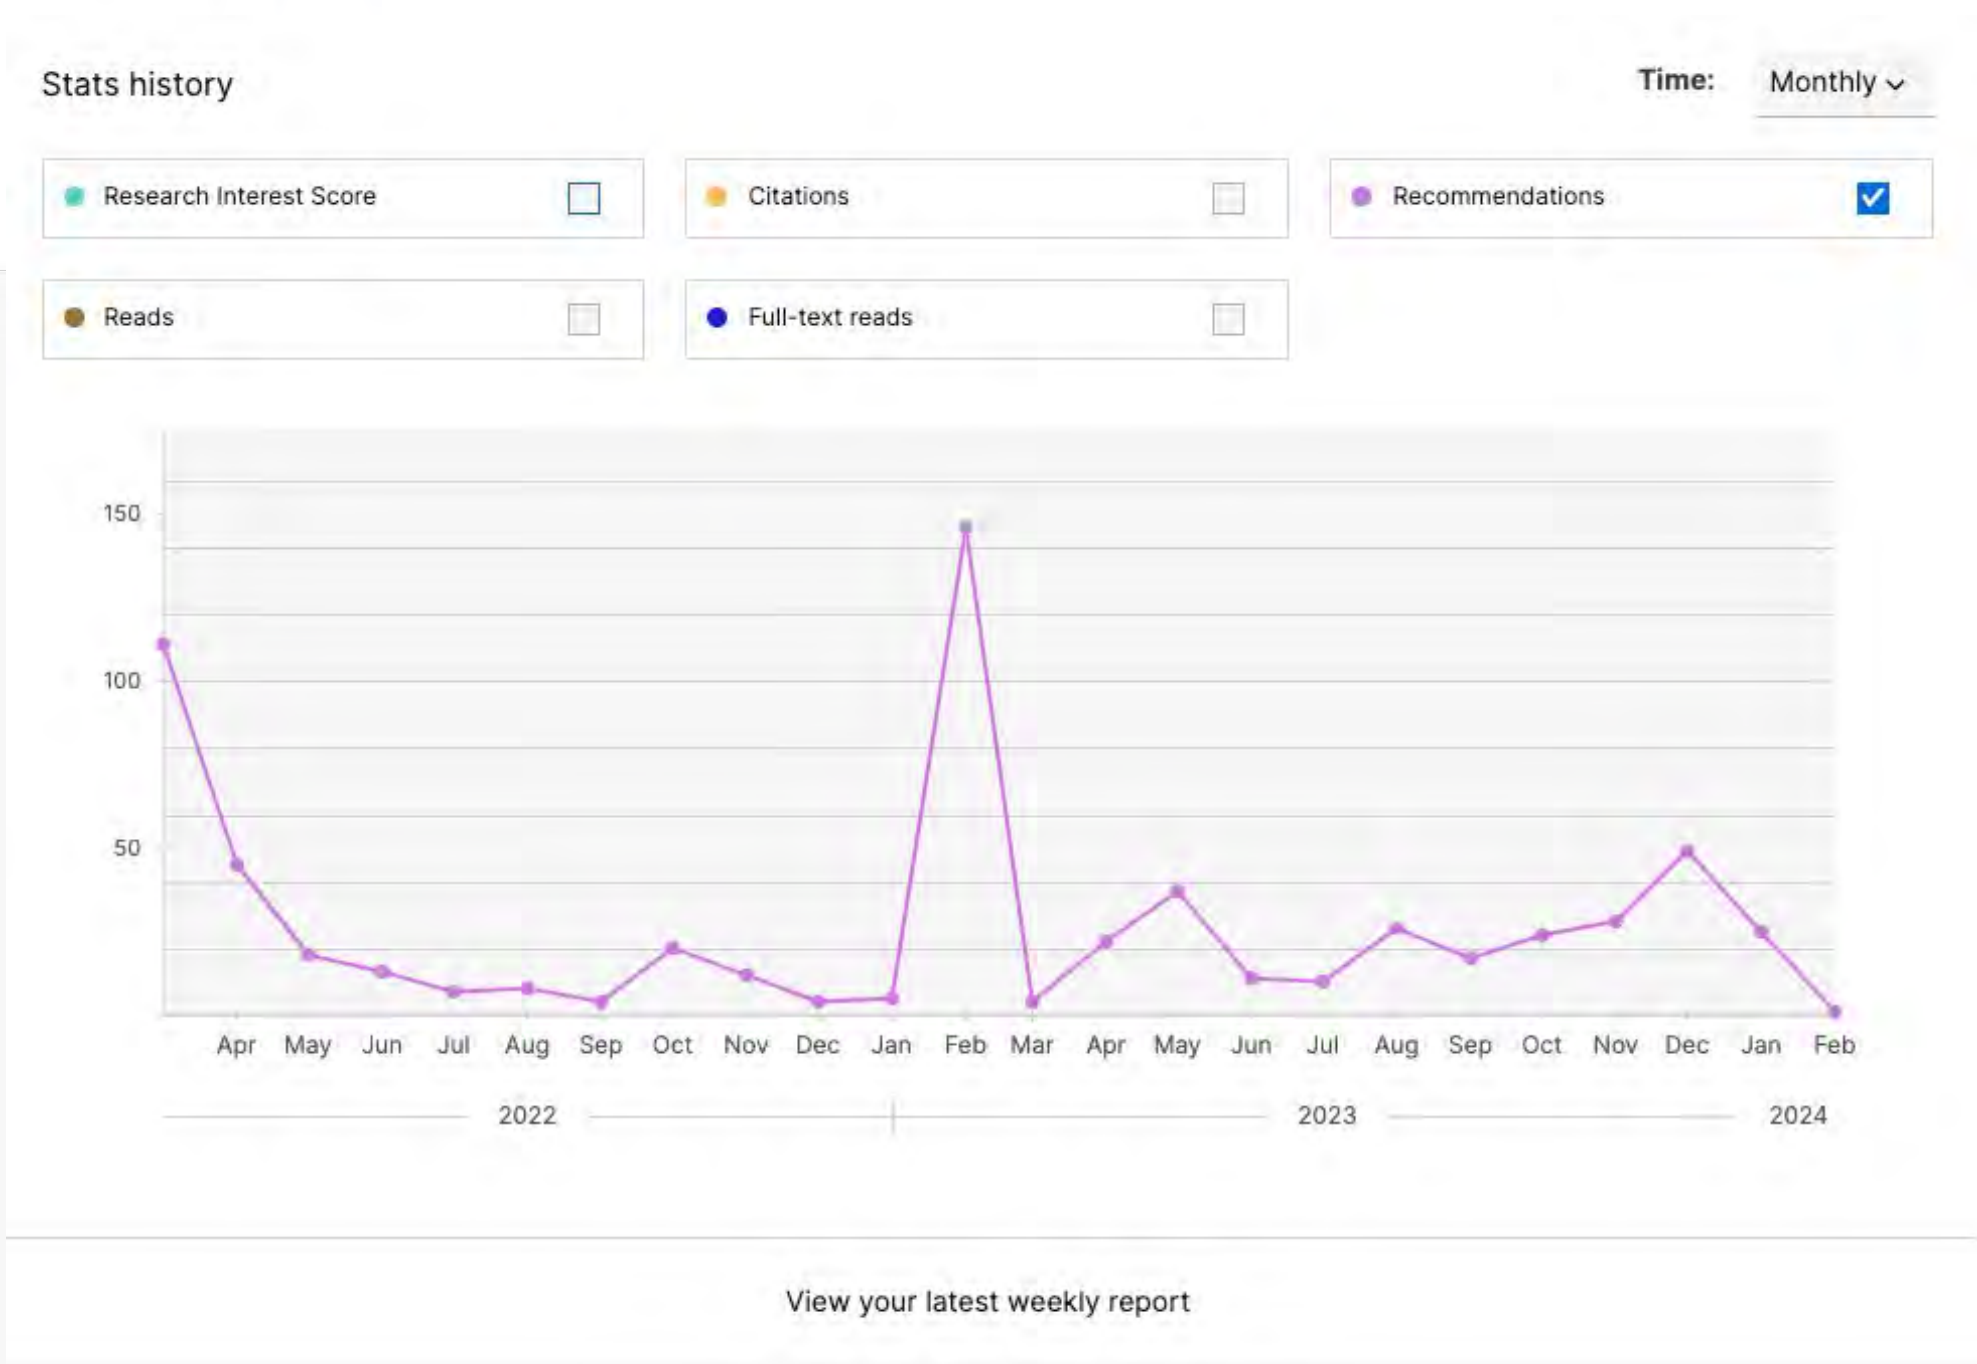 Stats history
Time: Monthly
Research Interest Score
Citations
Recommendations
Reads
Full-text reads
150
100
50
Apr May Jun Jul Aug Sep Oct Nov Dec Jan Feb Mar Apr May Jun Jul Aug Sep Oct Nov Dec Jan Feb
2022 2023 2024
View your latest weekly report